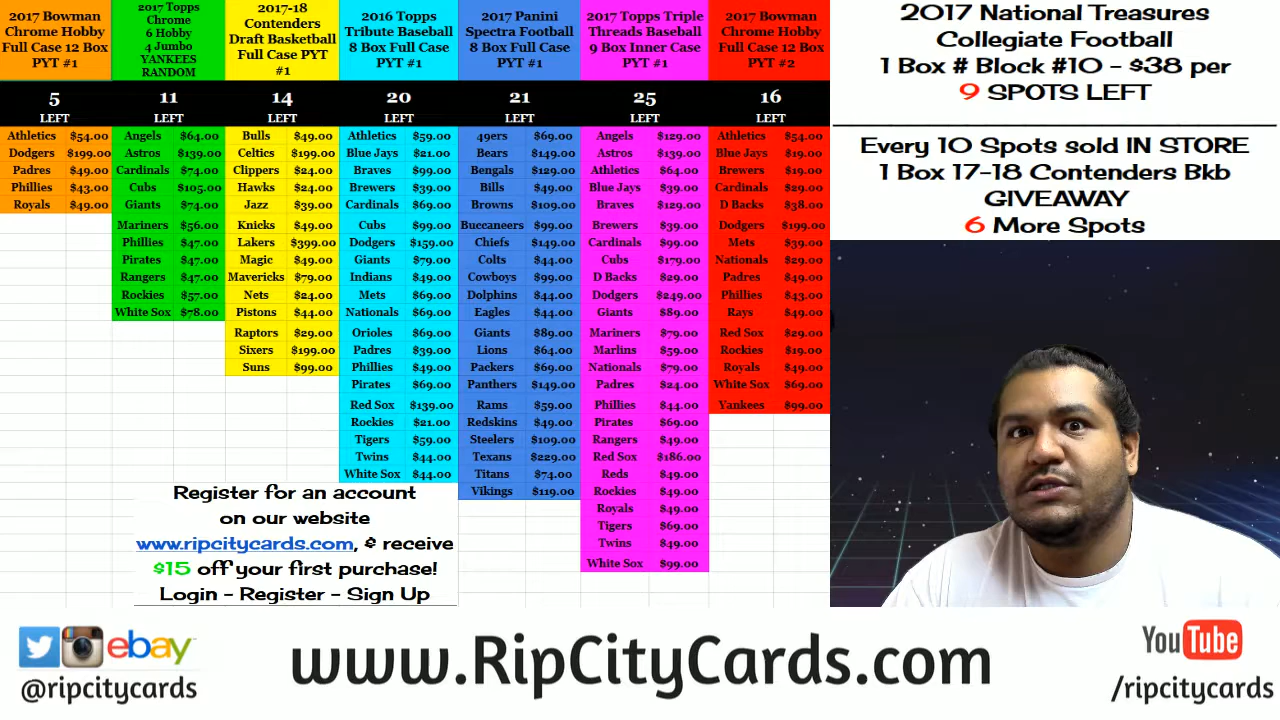 2017 Bowman
Chrome Hobby
Full Case 12 Box
PYT #1
5
LEFT
Athletics $54.00
Dodgers $199.00
Padres $49.00
Phillies $43.00
Royals $49.00
2017 Topps
Chrome
6 Hobby
4 Jumbo
YANKEES
RANDOM
11
LEFT
Angels $64.00
Astros $139.00
Cardinals $74.00
Cubs $105.00
Giants $74.00
Mariners $56.00
Phillies $47.00
Pirates $47.00
Rangers $47.00
Rockies $57.00
White Sox $78.00
2017-18
Contenders
Draft Basketball
Full Case PYT
#1
14
LEFT
Bulls $49.00
Celtics $199.00
Clippers $24.00
Hawks $24.00
Jazz $39.00
Knicks $49.00
Lakers $399.00
Magic $49.00
Mavericks $79.00
Nets $24.00
Pistons $44.00
Raptors $29.00
Sixers $199.00
Suns $99.00
2016 Topps
Tribute Baseball
8 Box Full Case
PYT #1
20
LEFT
Athletics $59.00
Blue Jays $21.00
Braves $99.00
Brewers $39.00
Cardinals $69.00
Cubs $99.00
Dodgers $159.00
Giants $79.00
Indians $49.00
Mets $69.00
Nationals $69.00
Orioles $69.00
Padres $39.00
Phillies $49.00
Pirates $69.00
Red Sox $139.00
Rockies $21.00
Tigers $59.00
Twins $44.00
White Sox $44.00
2017 Panini
Spectra Football
8 Box Full Case
PYT #1
21
LEFT
49ers $69.00
Bears $149.00
Bengals $129.00
Bills $49.00
Browns $109.00
Buccaneers $99.00
Chiefs $149.00
Colts $44.00
Cowboys $99.00
Dolphins $44.00
Eagles $44.00
Giants $89.00
Lions $64.00
Packers $69.00
Panthers $149.00
Rams $59.00
Redskins $49.00
Steelers $109.00
Texans $229.00
Titans $74.00
Vikings $119.00
2017 Topps Triple
Threads Baseball
9 Box Inner Case
PYT #1
25
LEFT
Angels $129.00
Astros $139.00
Athletics $64.00
Blue Jays $39.00
Braves $129.00
Brewers $39.00
Cardinals $99.00
Cubs $179.00
D Backs $29.00
Dodgers $249.00
Giants $89.00
Mariners $79.00
Marlins $59.00
Nationals $79.00
Padres $24.00
Phillies $44.00
Pirates $69.00
Rangers $49.00
Red Sox $186.00
Reds $49.00
Rockies $49.00
Royals $49.00
Tigers $69.00
Twins $49.00
White Sox $99.00
2017 Bowman
Chrome Hobby
Full Case 12 Box
PYT #2
16
LEFT
Athletics $54.00
Blue Jays $19.00
Brewers $19.00
Cardinals $29.00
D Backs $38.00
Dodgers $199.00
Mets $39.00
Nationals $29.00
Padres $49.00
Phillies $43.00
Rays $49.00
Red Sox $29.00
Rockies $19.00
Royals $49.00
White Sox $69.00
Yankees $99.00
2017 National Treasures
Collegiate Football
1 Box # Block #10 - $38 per
9 SPOTS LEFT
Every 10 Spots sold IN STORE
1 Box 17-18 Contenders Bkb
GIVEAWAY
6 More Spots
Register for an account
on our website
www.ripcitycards.com, & receive
$15 off your first purchase!
Login - Register - Sign Up
ebay
@ripcitycards
www.RipCityCards.com
YouTube
/ripcitycards